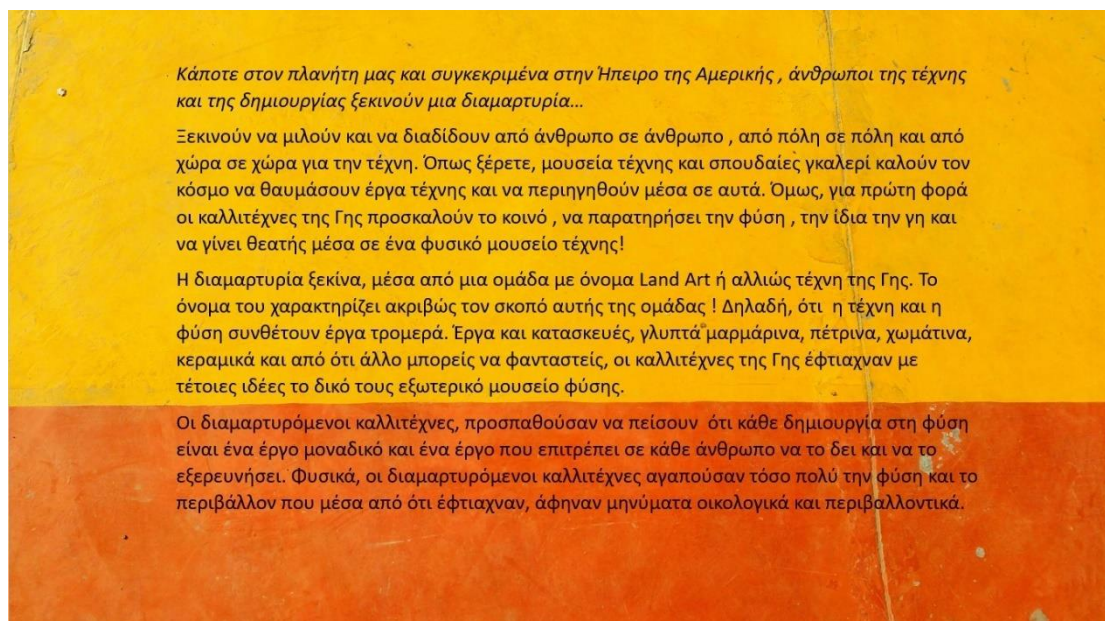 Κάποτε στον πλανήτη μας και συγκεκριμένα στην Ήπειρο της Αμερικής , άνθρωποι της τέχνης
και της δημιουργίας ξεκινούν μια διαμαρτυρία…
Ξεκινούν να μιλούν και να διαδίδουν από άνθρωπο σε άνθρωπο , από πόλη σε πόλη και από
χώρα σε χώρα για την τέχνη. Όπως ξέρετε, μουσεία τέχνης και σπουδαίες γκαλερί καλούν τον
κόσμο να θαυμάσουν έργα τέχνης και να περιηγηθούν μέσα σε αυτά. Όμως, για πρώτη φορά
οι καλλιτέχνες της Γης προσκαλούν το κοινό , να παρατηρήσει την φύση , την ίδια την γη και
να γίνει θεατής μέσα σε ένα φυσικό μουσείο τέχνης!
Η διαμαρτυρία ξεκίνα, μέσα από μια ομάδα με όνομα Land Art ή αλλιώς τέχνη της Γης. Το
όνομα του χαρακτηρίζει ακριβώς τον σκοπό αυτής της ομάδας ! Δηλαδή, ότι η τέχνη και η
φύση συνθέτουν έργα τρομερά. Έργα και κατασκευές, γλυπτά μαρμάρινα, πέτρινα, χωμάτινα,
κεραμικά και από ότι άλλο μπορείς να φανταστείς, οι καλλιτέχνες της Γης έφτιαχναν με
τέτοιες ιδέες το δικό τους εξωτερικό μουσείο φύσης.
Οι διαμαρτυρόμενοι καλλιτέχνες, προσπαθούσαν να πείσουν ότι κάθε δημιουργία στη φύση
είναι ένα έργο μοναδικό και ένα έργο που επιτρέπει σε κάθε άνθρωπο να το δει και να το
εξερευνήσει. Φυσικά, οι διαμαρτυρόμενοι καλλιτέχνες αγαπούσαν τόσο πολύ την φύση και το
περιβάλλον που μέσα από ότι έφτιαχναν, άφηναν μηνύματα οικολογικά και περιβαλλοντικά.